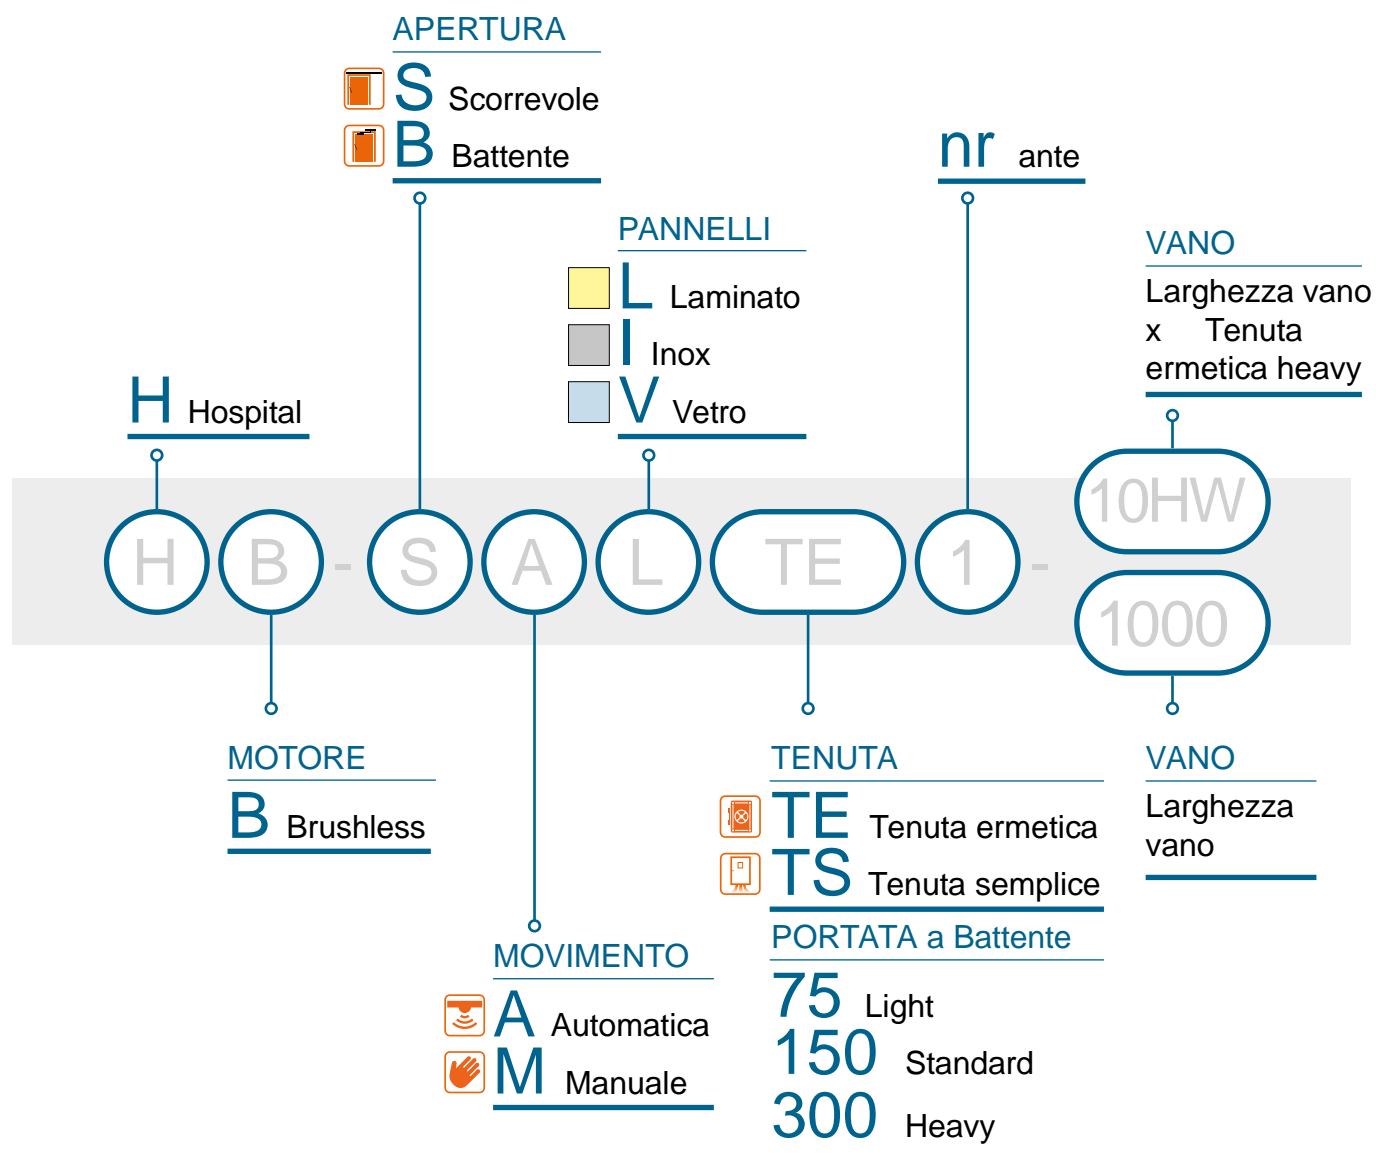 APERTURA
S Scorrevole
B Battente
nr ante
PANNELLI
L Laminato
I Inox
V Vetro
VANO
Larghezza vano
x Tenuta
ermetica heavy
H Hospital
10HW
H B - S A L TE 1 -
1000
MOTORE
B Brushless
TENUTA
TE Tenuta ermetica
TS Tenuta semplice
VANO
Larghezza
vano
MOVIMENTO
A Automatica
M Manuale
PORTATA a Battente
75 Light
150 Standard
300 Heavy